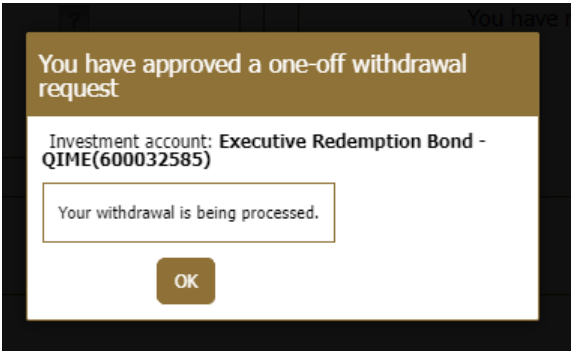 ?
You have
You have approved a one-off withdrawal
request
Investment account: Executive Redemption Bond -
QIME(600032585)
Your withdrawal is being processed.
OK